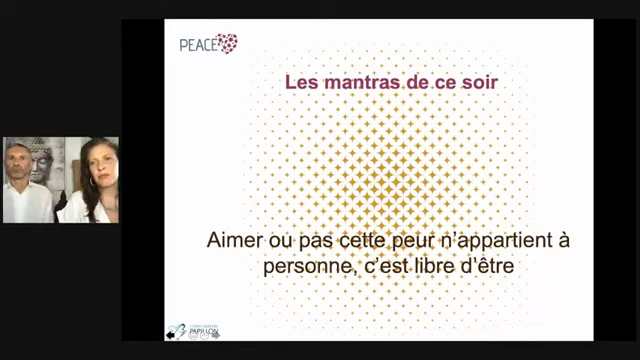 PEACE
Les mantras de ce soir
Aimer ou pas cette peur n'appartient à
personne, c'est libre d'être
PAPILLON